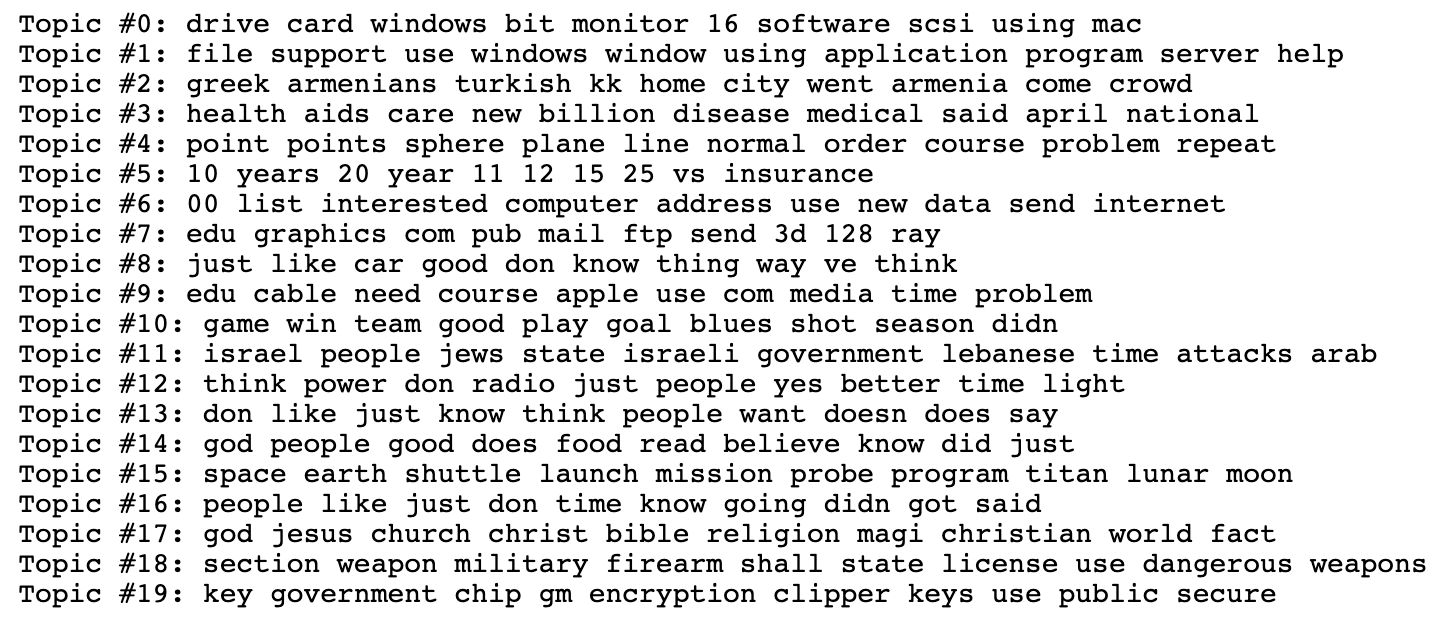 Topic #0: drive card windows bit monitor 16 software scsi using mac
Topic #1: file support use windows window using application program server help
Topic #2: greek armenians turkish kk home city went armenia come crowd
Topic #3: health aids care new billion disease medical said april national
Topic #4: point points sphere plane line normal order course problem repeat
Topic #5: 10 years 20 year 11 12 15 25 vs insurance
Topic #6: 00 list interested computer address use new data send internet
Topic #7: edu graphics com pub mail ftp send 3d 128 ray
Topic #8: just like car good don know thing way ve think
Topic #9: edu cable need course apple use com media time problem
Topic #10: game win team good play goal blues shot season didn
Topic #11: israel people jews state israeli government lebanese time attacks arab
Topic #12: think power don radio just people yes better time light
Topic #13: don like just know think people want doesn does say
Topic #14: god people good does food read believe know did just
Topic #15: space earth shuttle launch mission probe program titan lunar moon
Topic #16: people like just don time know going didn got said
Topic #17: god jesus church christ bible religion magi christian world fact
Topic #18: section weapon military firearm shall state license use dangerous weapons
Topic #19: key government chip gm encryption clipper keys use public secure